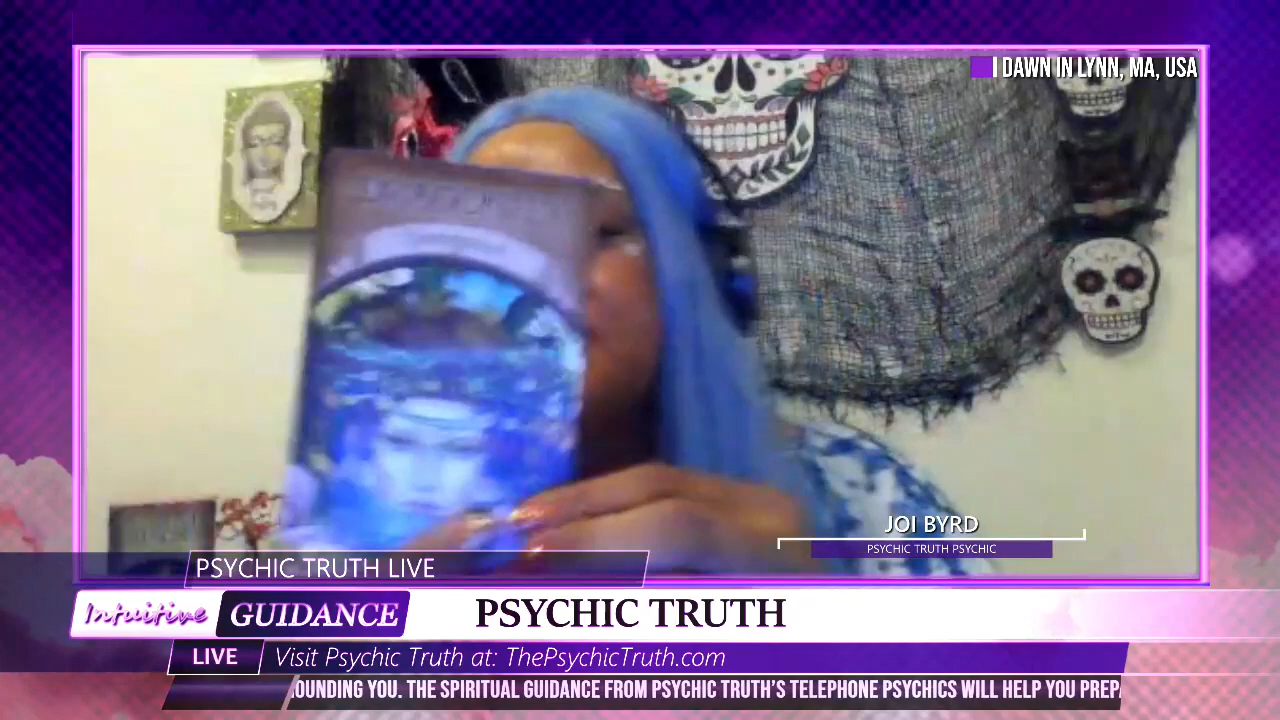 I DAWN IN LYNN, MA, USA
JOI BYRD
PSYCHIC TRUTH PSYCHIC
PSYCHIC TRUTH LIVE
Intuitive GUIDANCE
PSYCHIC TRUTH
LIVE
Visit Psychic Truth at: ThePsychicTruth.com
OUNDING YOU. THE SPIRITUAL GUIDANCE FROM PSYCHIC TRUTH'S TELEPHONE PSYCHICS WILL HELP YOU PREP